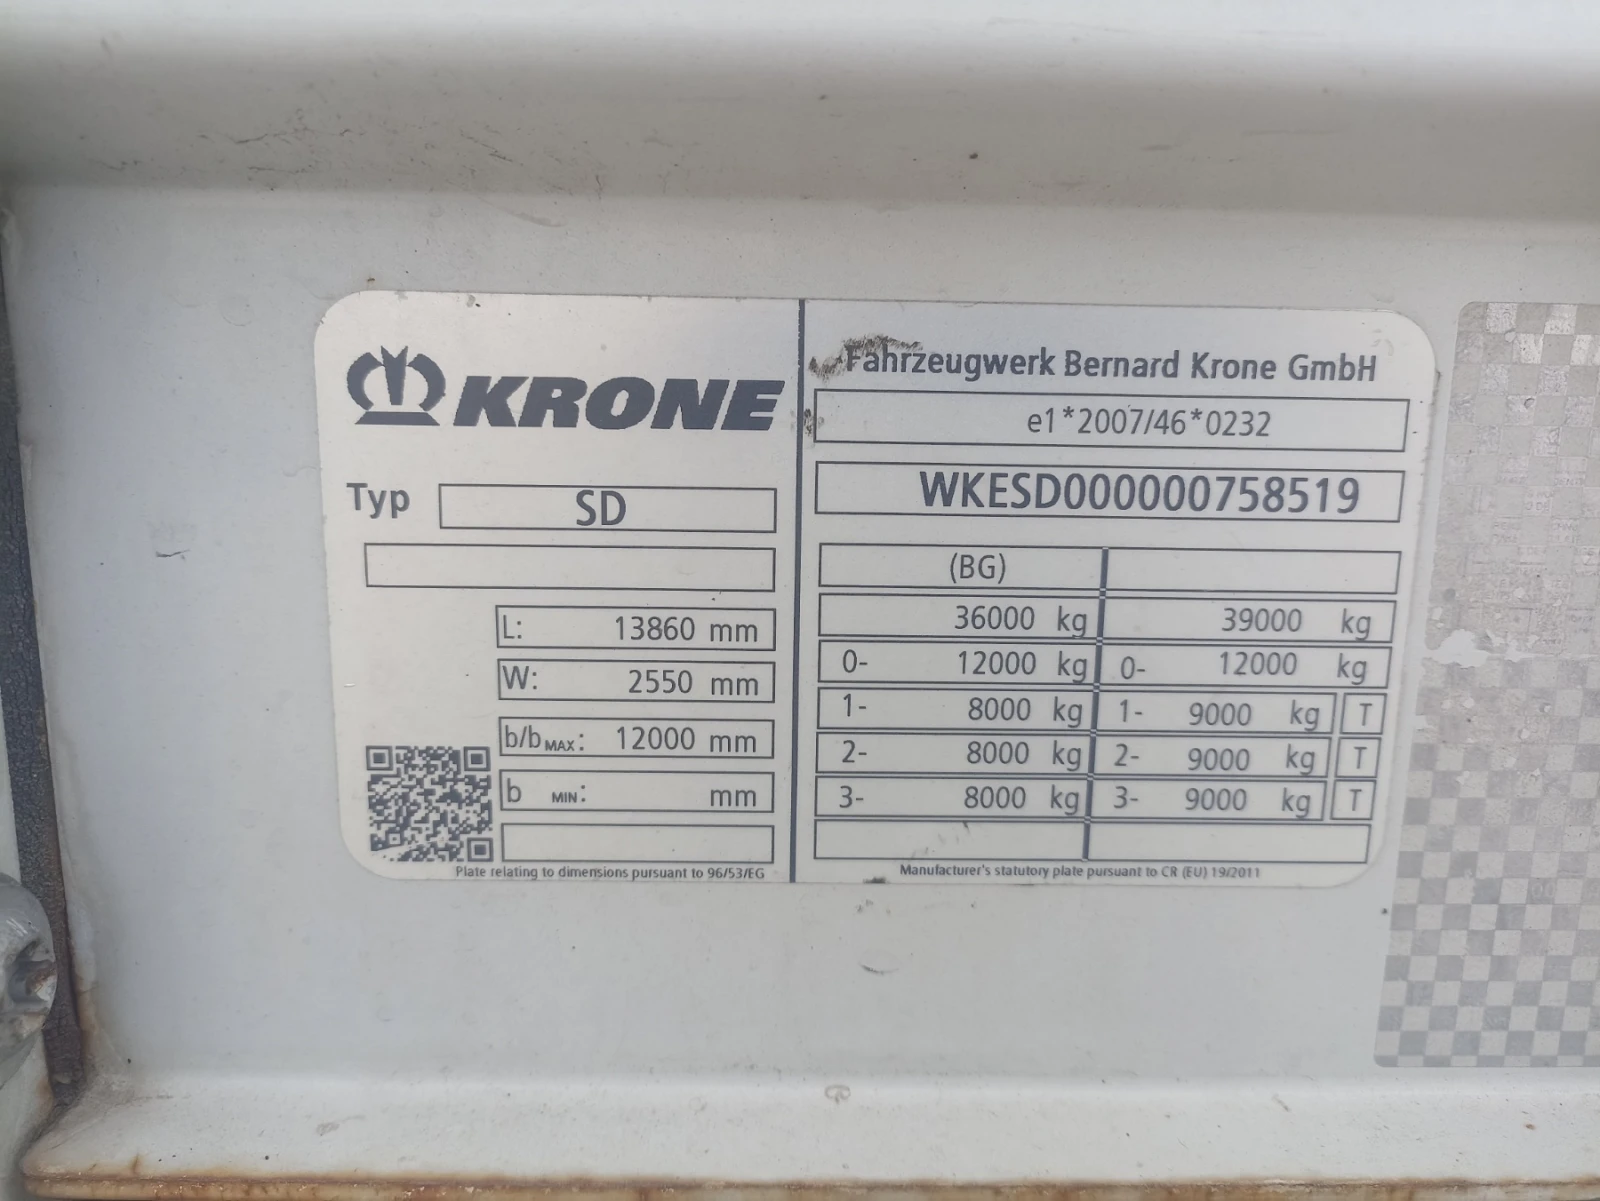 KRONE
Typ SD
L: 13860 mm
W: 2550 mm
b/b MAX: 12000 mm
b MIN: mm
Plate relating to dimensions pursuant to 96/53/EG
Fahrzeugwerk Bernard Krone GmbH
e1*2007/46*0232
WKESD000000758519
(BG)
36000 kg 39000 kg
0- 12000 kg 0- 12000 kg
1- 8000 kg 1- 9000 kg T
2- 8000 kg 2- 9000 kg T
3- 8000 kg 3- 9000 kg T
Manufacturer's statutory plate pursuant to CR (EU) 19/2011